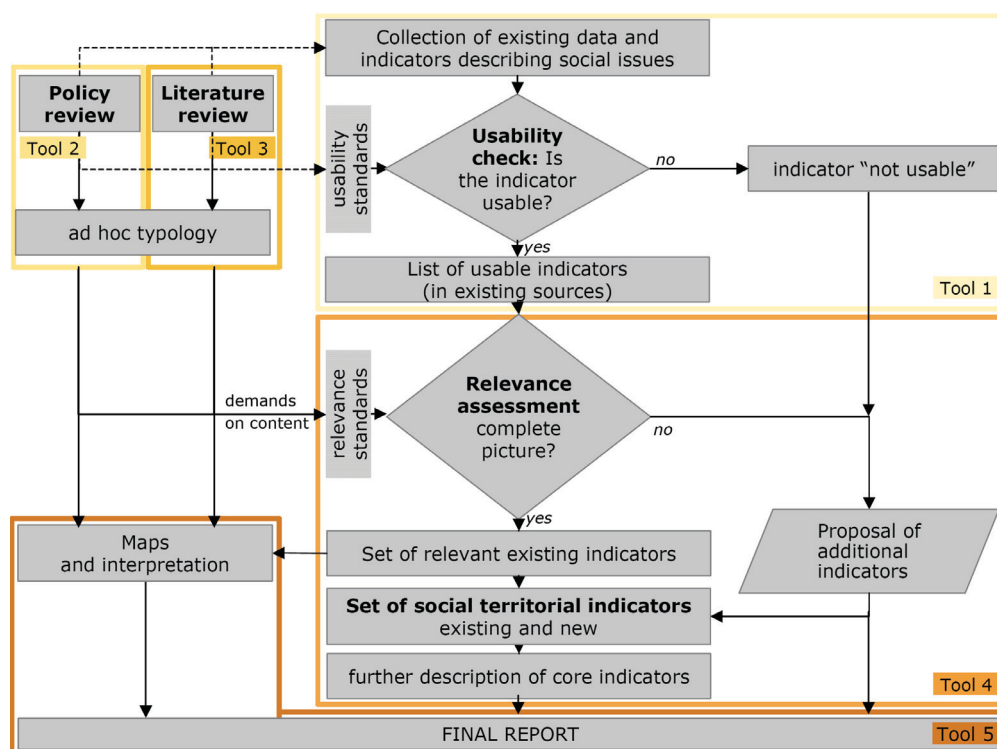 Collection of existing data and
indicators describing social issues
Policy
review
Literature
review
Tool 2
Tool 3
usability
standards
Usability
check: Is
the indicator
usable?
no
indicator “not usable”
yes
ad hoc typology
List of usable indicators
(in existing sources)
Tool 1
demands
on content
relevance
standards
Relevance
assessment
complete
picture?
no
yes
Maps
and interpretation
Set of relevant existing indicators
Proposal of
additional
indicators
Set of social territorial indicators
existing and new
further description of core indicators
Tool 4
FINAL REPORT
Tool 5